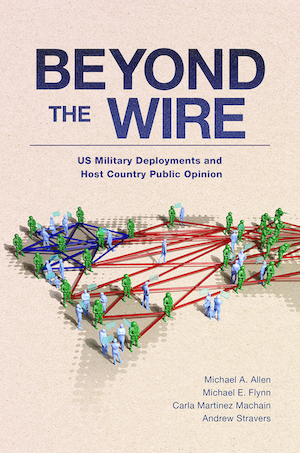 BEYOND
THE WIRE
US Military Deployments and
Host Country Public Opinion
Michael A. Allen
Michael E. Flynn
Carla Martinez Machain
Andrew Stravers